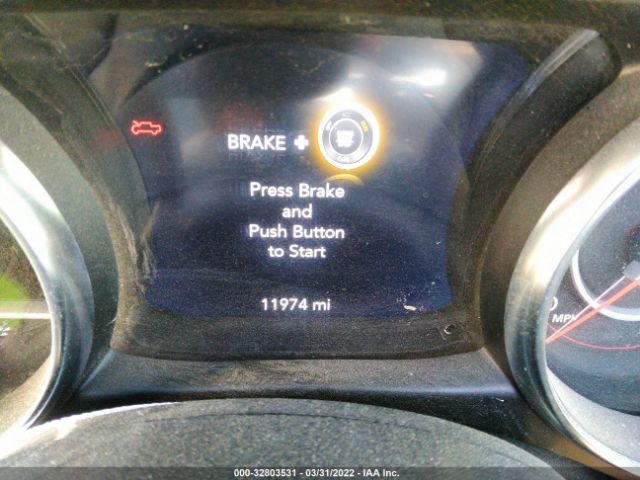 BRAKE +
Press Brake
and
Push Button
to Start
11974 mi
MPH
000-32803531 - 03/31/2022 - IAA Inc.